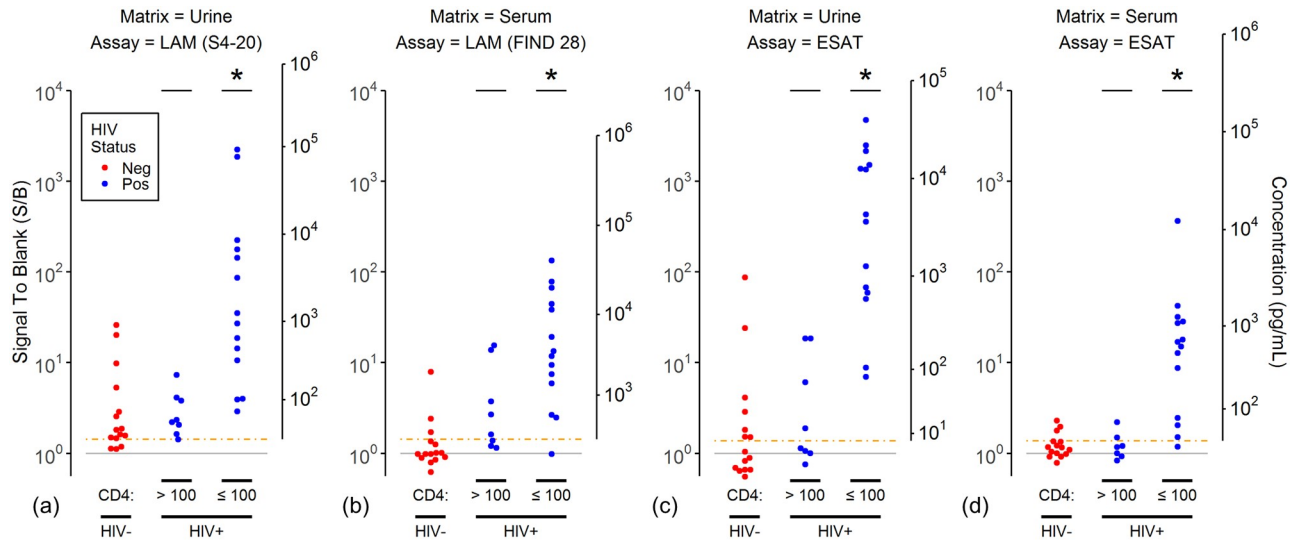 Matrix = Urine
Assay = LAM (S4-20)
Matrix = Serum
Assay = LAM (FIND 28)
Matrix = Urine
Assay = ESAT
Matrix = Serum
Assay = ESAT
Signal To Blank (S/B)
10⁴
10³
10²
10¹
10⁰
HIV
Status
Neg
Pos
*
10⁶
10⁵
10⁴
10³
10²
(a)
CD4:
> 100
≤ 100
HIV-
HIV+
10⁴
10³
10²
10¹
10⁰
*
10⁶
10⁵
10⁴
10³
(b)
CD4:
> 100
≤ 100
HIV-
HIV+
10⁴
10³
10²
10¹
10⁰
*
10⁵
10⁴
10³
10²
10¹
(c)
CD4:
> 100
≤ 100
HIV-
HIV+
10⁴
10³
10²
10¹
10⁰
*
10⁶
10⁵
10⁴
10³
10²
Concentration (pg/mL)
(d)
CD4:
> 100
≤ 100
HIV-
HIV+